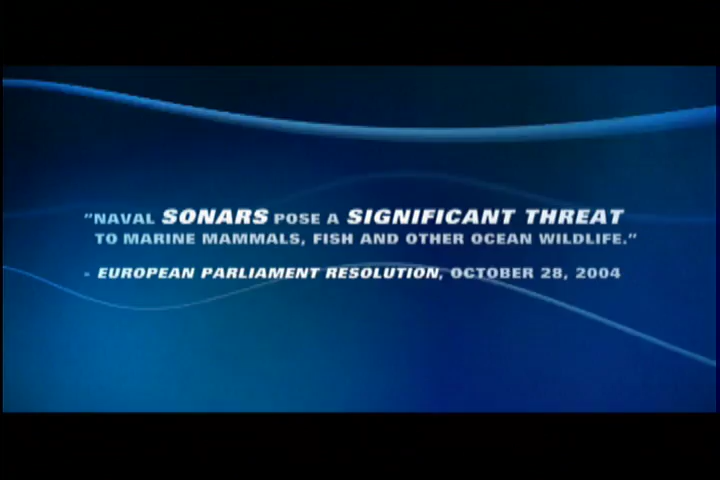 "NAVAL SONARS POSE A SIGNIFICANT THREAT
TO MARINE MAMMALS, FISH AND OTHER OCEAN WILDLIFE."
- EUROPEAN PARLIAMENT RESOLUTION, OCTOBER 28, 2004